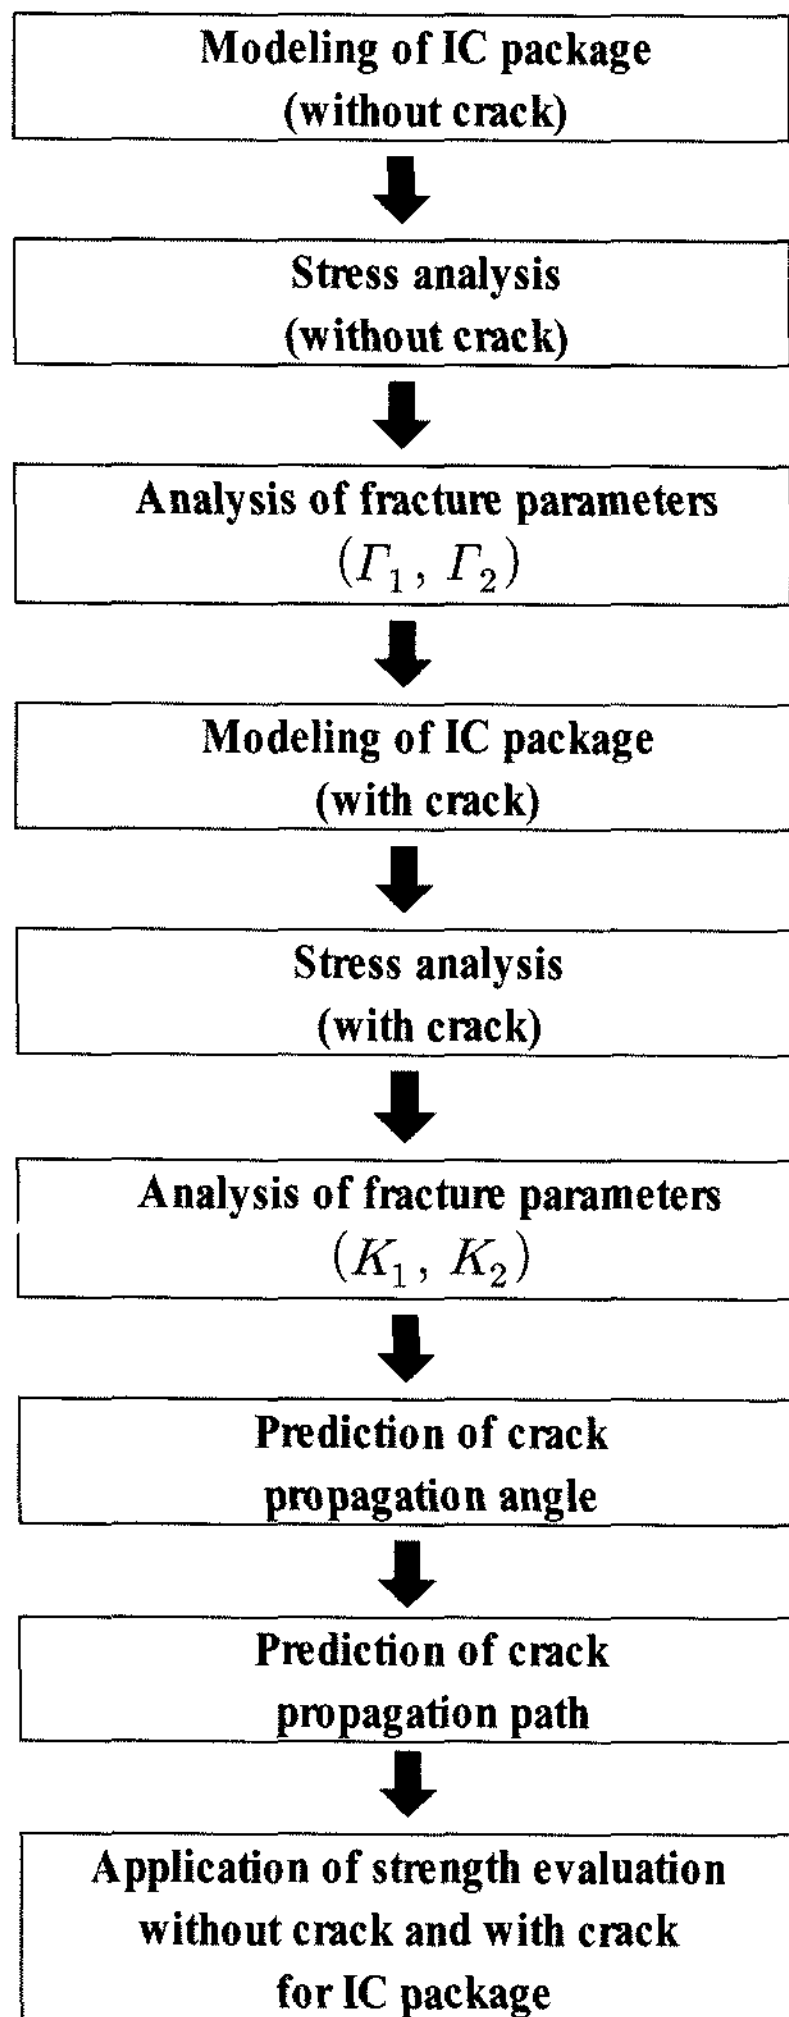 Modeling of IC package
(without crack)
Stress analysis
(without crack)
Analysis of fracture parameters
(Γ₁, Γ₂)
Modeling of IC package
(with crack)
Stress analysis
(with crack)
Analysis of fracture parameters
(K₁, K₂)
Prediction of crack
propagation angle
Prediction of crack
propagation path
Application of strength evaluation
without crack and with crack
for IC package